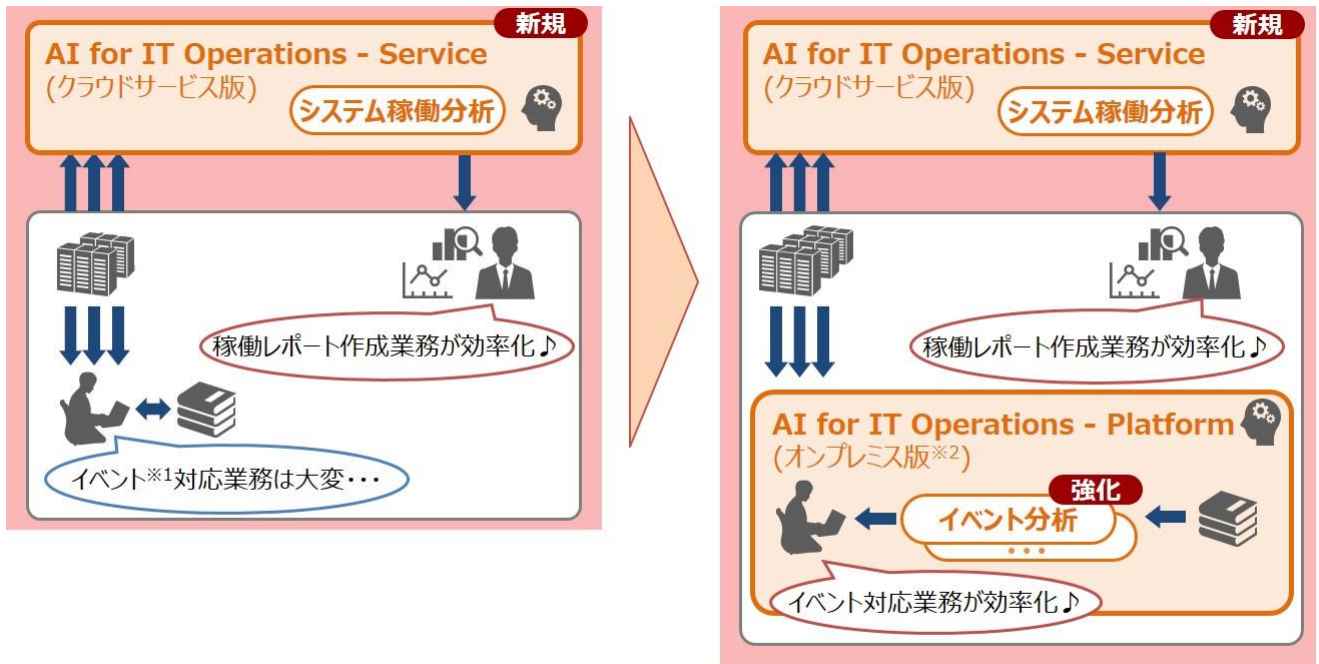 新規
AI for IT Operations - Service
(クラウドサービス版)
システム稼働分析
稼働レポート作成業務が効率化♪
イベント※1対応業務は大変・・・
新規
AI for IT Operations - Service
(クラウドサービス版)
システム稼働分析
稼働レポート作成業務が効率化♪
AI for IT Operations - Platform
(オンプレミス版※2)
強化
イベント分析
・・・
イベント対応業務が効率化♪